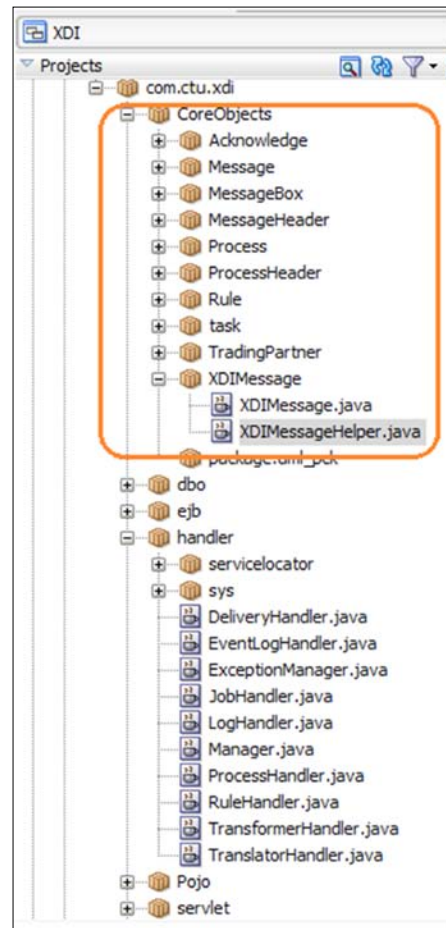 XDI
Projects
com.ctu.xdi
CoreObjects
Acknowledge
Message
MessageBox
MessageHeader
Process
ProcessHeader
Rule
task
TradingPartner
XDIMessage
XDIMessage.java
XDIMessageHelper.java
package.uml_pck
dbo
ejb
handler
servicelocator
sys
DeliveryHandler.java
EventLogHandler.java
ExceptionManager.java
JobHandler.java
LogHandler.java
Manager.java
ProcessHandler.java
RuleHandler.java
TransformerHandler.java
TranslatorHandler.java
Pojo
servlet